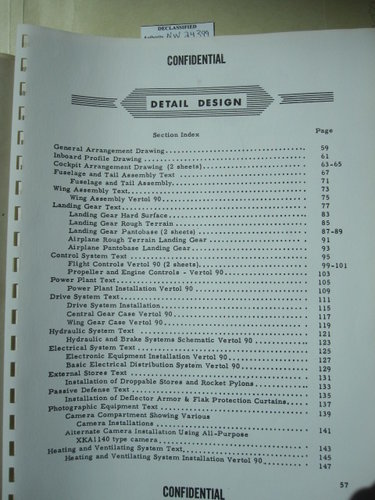 DECLASSIFIED
Authority NW 24399
CONFIDENTIAL
DETAIL DESIGN
Section Index Page
General Arrangement Drawing 59
Inboard Profile Drawing 61
Cockpit Arrangement Drawing (2 sheets) 63-65
Fuselage and Tail Assembly Text 67
Fuselage and Tail Assembly 71
Wing Assembly Text 73
Wing Assembly Vertol 90 75
Landing Gear Text 77
Landing Gear Hard Surface 83
Landing Gear Rough Terrain 85
Landing Gear Pantobase (2 sheets) 87-89
Airplane Rough Terrain Landing Gear 91
Airplane Pantobase Landing Gear 93
Control System Text 95
Flight Controls Vertol 90 (2 sheets) 99-101
Propeller and Engine Controls - Vertol 90 103
Power Plant Text 105
Power Plant Installation Vertol 90 109
Drive System Text 111
Drive System Installation 115
Central Gear Case Vertol 90 117
Wing Gear Case Vertol 90 119
Hydraulic System Text 121
Hydraulic and Brake Systems Schematic Vertol 90 123
Electrical System Text 125
Electronic Equipment Installation Vertol 90 127
Basic Electrical Distribution System Vertol 90 129
External Stores Text 131
Installation of Droppable Stores and Rocket Pylons 133
Passive Defense Text 135
Installation of Deflector Armor & Flak Protection Curtains 137
Photographic Equipment Text 139
Camera Compartment Showing Various
Camera Installations 141
Alternate Camera Installation Using All-Purpose
XKA1140 type camera 143
Heating and Ventilating System Text 145
Heating and Ventilating System Installation Vertol 90 147
57
CONFIDENTIAL